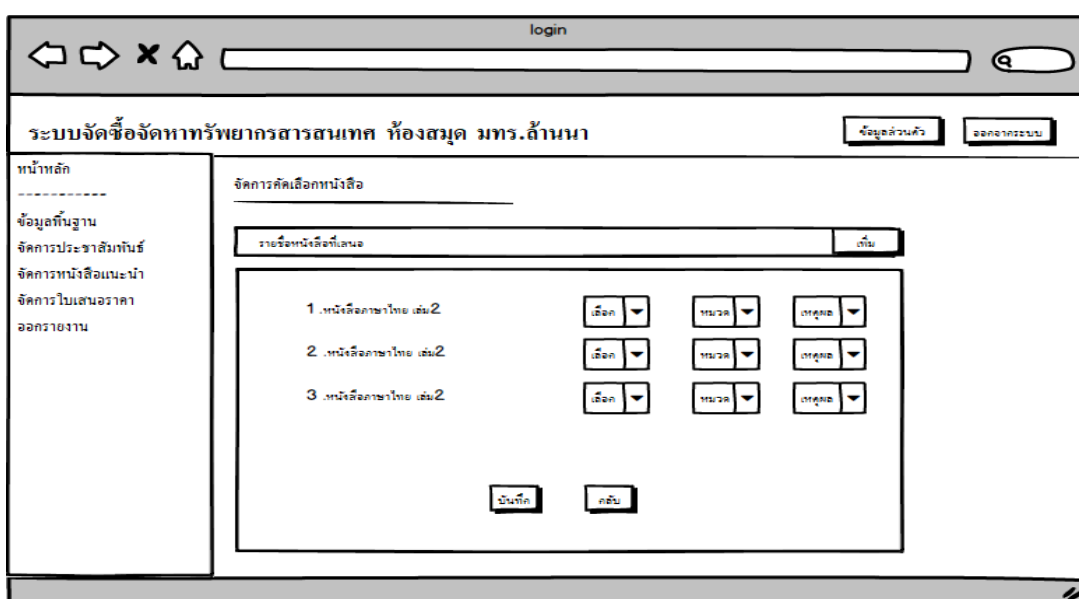 login
ระบบจัดซื้อจัดหาทรัพยากรสารสนเทศ ห้องสมุด มทร.ล้านนา
ข้อมูลส่วนตัว
ออกจากระบบ
หน้าหลัก
-----------
ข้อมูลพื้นฐาน
จัดการประชาสัมพันธ์
จัดการหนังสือแนะนำ
จัดการใบเสนอราคา
ออกรายงาน
จัดการคัดเลือกหนังสือ
รายชื่อหนังสือที่เสนอ เพิ่ม
1 .หนังสือภาษาไทย เล่ม2 เลือก หมวด เหตุผล
2 .หนังสือภาษาไทย เล่ม2 เลือก หมวด เหตุผล
3 .หนังสือภาษาไทย เล่ม2 เลือก หมวด เหตุผล
บันทึก กลับ